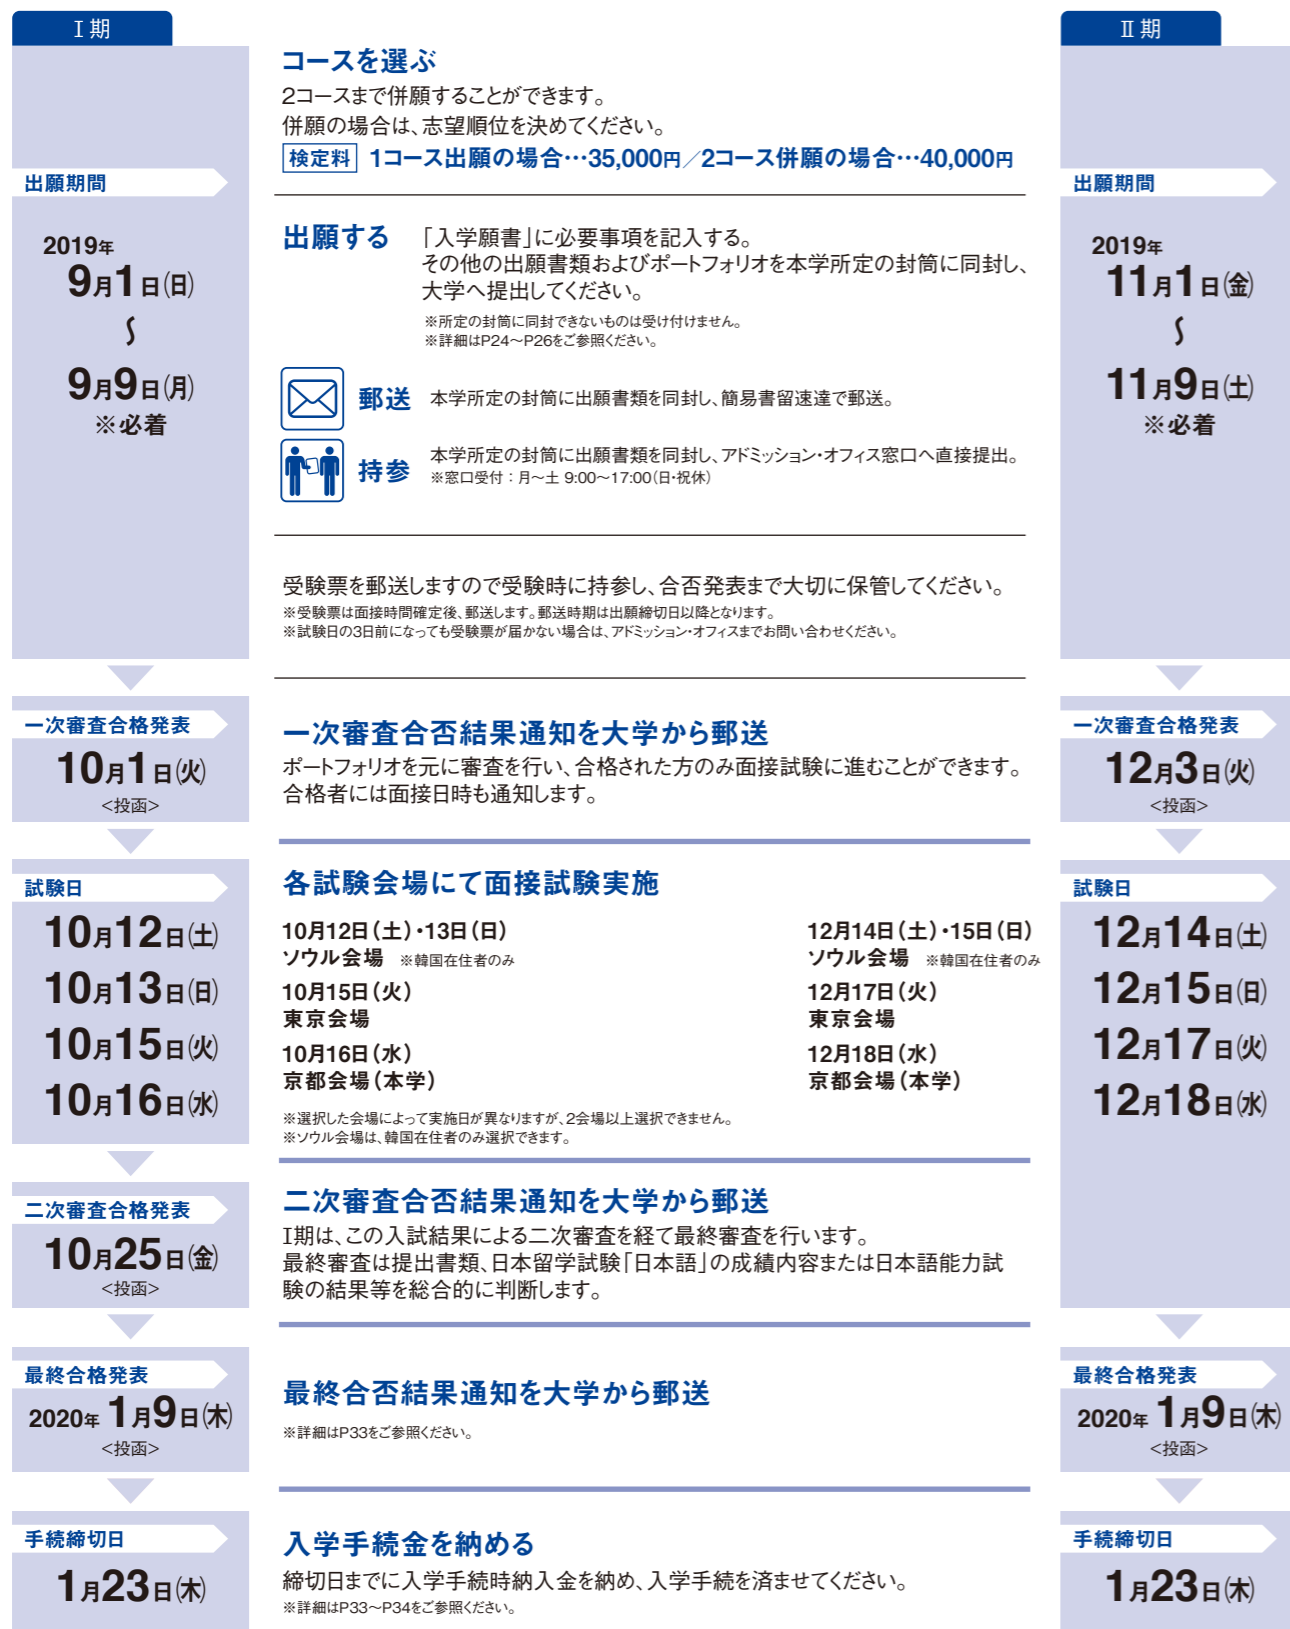 Ⅰ期
出願期間
2019年
9月1日(日)
〜
9月9日(月)
※必着
一次審査合格発表
10月1日(火)
<投函>
試験日
10月12日(土)
10月13日(日)
10月15日(火)
10月16日(水)
二次審査合格発表
10月25日(金)
<投函>
最終合格発表
2020年 1月9日(木)
<投函>
手続締切日
1月23日(木)
コースを選ぶ
2コースまで併願することができます。
併願の場合は、志望順位を決めてください。
検定料 1コース出願の場合…35,000円／2コース併願の場合…40,000円
出願する
「入学願書」に必要事項を記入する。
その他の出願書類およびポートフォリオを本学所定の封筒に同封し、
大学へ提出してください。
※所定の封筒に同封できないものは受け付けません。
※詳細はP24〜P26をご参照ください。
郵送 本学所定の封筒に出願書類を同封し、簡易書留速達で郵送。
持参 本学所定の封筒に出願書類を同封し、アドミッション・オフィス窓口へ直接提出。
※窓口受付：月〜土 9:00〜17:00（日・祝休）
受験票を郵送しますので受験時に持参し、合否発表まで大切に保管してください。
※受験票は面接時間確定後、郵送します。郵送時期は出願締切日以降となります。
※試験日の3日前になっても受験票が届かない場合は、アドミッション・オフィスまでお問い合わせください。
一次審査合否結果通知を大学から郵送
ポートフォリオを元に審査を行い、合格された方のみ面接試験に進むことができます。
合格者には面接日時も通知します。
各試験会場にて面接試験実施
10月12日（土）・13日（日）
ソウル会場 ※韓国在住者のみ
10月15日（火）
東京会場
10月16日（水）
京都会場（本学）
12月14日（土）・15日（日）
ソウル会場 ※韓国在住者のみ
12月17日（火）
東京会場
12月18日（水）
京都会場（本学）
※選択した会場によって実施日が異なりますが、2会場以上選択できません。
※ソウル会場は、韓国在住者のみ選択できます。
二次審査合否結果通知を大学から郵送
Ⅰ期は、この入試結果による二次審査を経て最終審査を行います。
最終審査は提出書類、日本留学試験「日本語」の成績内容または日本語能力試
験の結果等を総合的に判断します。
最終合否結果通知を大学から郵送
※詳細はP33をご参照ください。
入学手続金を納める
締切日までに入学手続時納入金を納め、入学手続を済ませてください。
※詳細はP33〜P34をご参照ください。
Ⅱ期
出願期間
2019年
11月1日(金)
〜
11月9日(土)
※必着
一次審査合格発表
12月3日(火)
<投函>
試験日
12月14日(土)
12月15日(日)
12月17日(火)
12月18日(水)
最終合格発表
2020年 1月9日(木)
<投函>
手続締切日
1月23日(木)